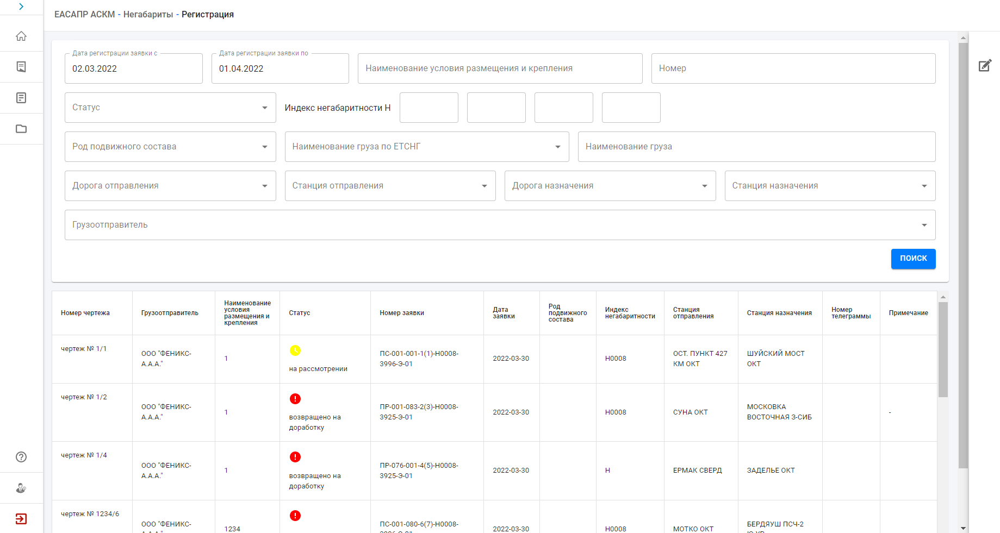 ЕАСАПР АСКМ - Негабариты - Регистрация
Дата регистрации заявки с
02.03.2022
Дата регистрации заявки по
01.04.2022
Наименование условия размещения и крепления
Номер
Статус
Индекс негабаритности Н
Род подвижного состава
Наименование груза по ЕТСНГ
Наименование груза
Дорога отправления
Станция отправления
Дорога назначения
Станция назначения
Грузоотправитель
ПОИСК
Номер чертежа
Грузоотправитель
Наименование
условия
размещения и
крепления
Статус
Номер заявки
Дата
заявки
Род
подвижного
состава
Индекс
негабаритности
Станция
отправления
Станция назначения
Номер
телеграммы
Примечание
чертеж № 1/1
ООО "ФЕНИКС-
А.А.А."
1
на рассмотрении
ПС-001-001-1(1)-Н0008-
3996-Э-01
2022-03-30
Н0008
ОСТ. ПУНКТ 427
КМ ОКТ
ШУЙСКИЙ МОСТ
ОКТ
чертеж № 1/2
ООО "ФЕНИКС-
А.А.А."
1
возвращено на
доработку
ПР-001-083-2(3)-Н0008-
3925-Э-01
2022-03-30
Н0008
СУНА ОКТ
МОСКОВКА
ВОСТОЧНАЯ З-СИБ
-
чертеж № 1/4
ООО "ФЕНИКС-
А.А.А."
1
возвращено на
доработку
ПР-076-001-4(5)-Н0008-
3925-Э-01
2022-03-30
Н
ЕРМАК СВЕРД
ЗАДЕЛЬЕ ОКТ
чертеж № 1234/6
ООО "ФЕНИКС-
А.А.А."
1234
ПС-001-080-6(7)-Н0008-
2022-03-30
Н0008
МОТКО ОКТ
БЕРДЯУШ ПСЧ-2